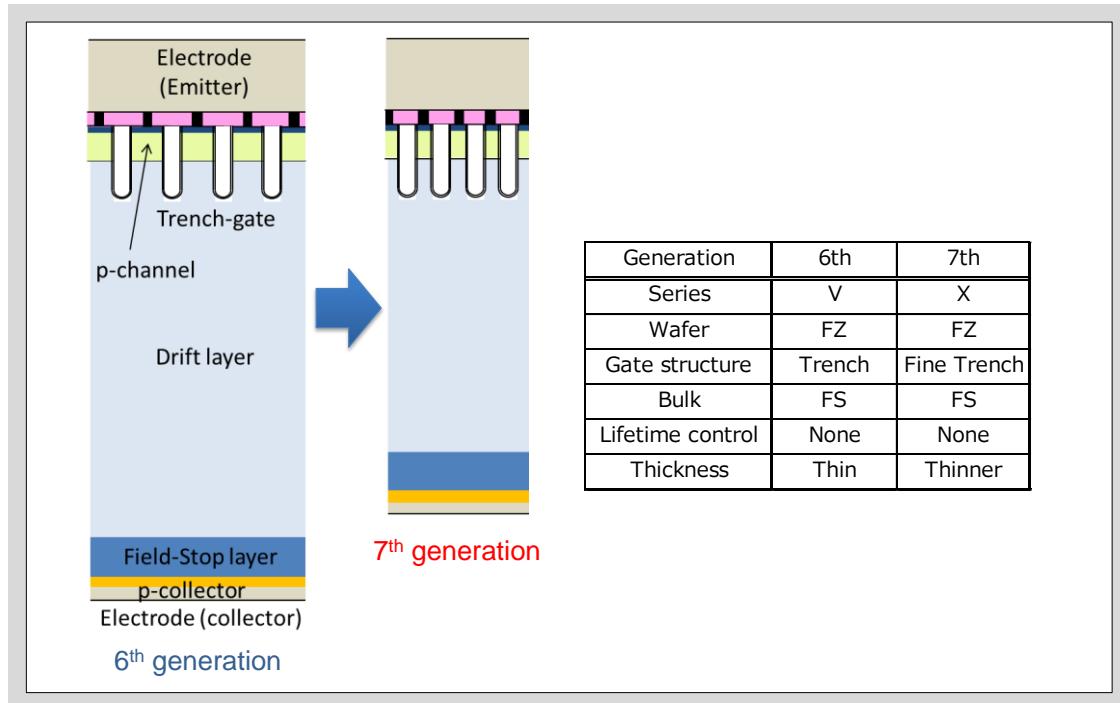 Electrode
(Emitter)
Trench-gate
p-channel
Drift layer
Field-Stop layer
p-collector
Electrode (collector)
6th generation
7th generation
Generation 6th 7th
Series V X
Wafer FZ FZ
Gate structure Trench Fine Trench
Bulk FS FS
Lifetime control None None
Thickness Thin Thinner